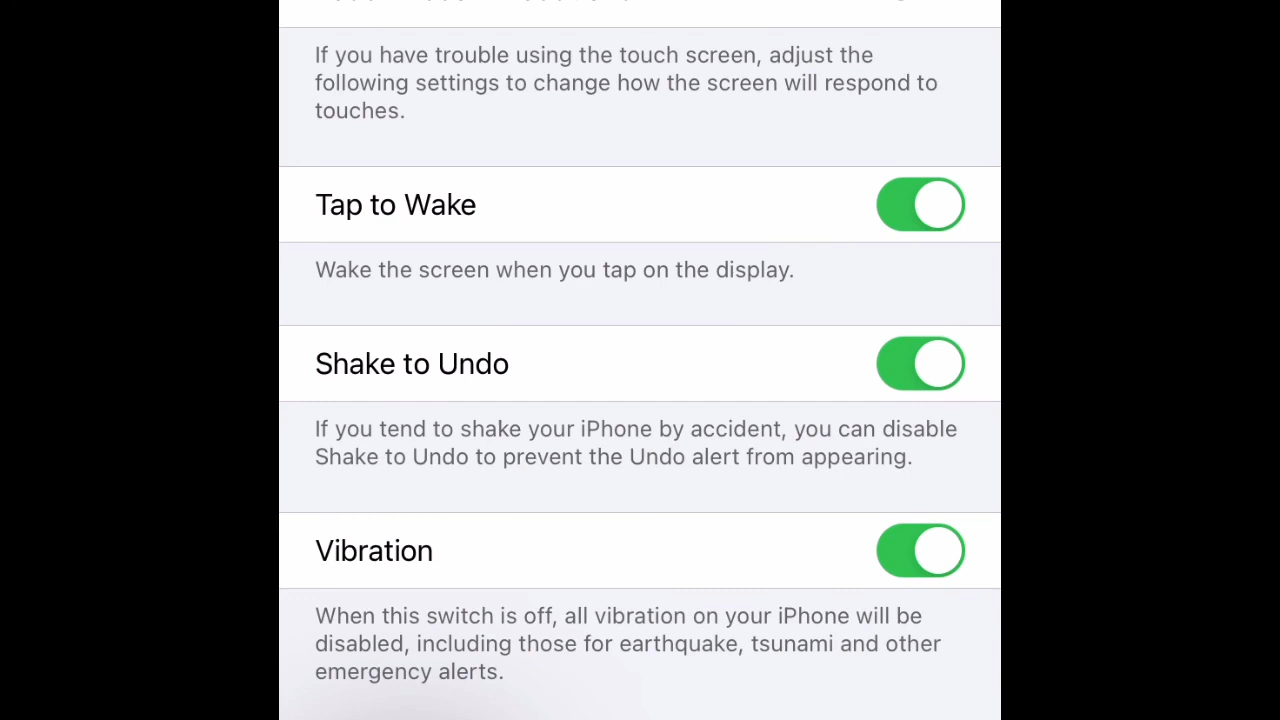 If you have trouble using the touch screen, adjust the
following settings to change how the screen will respond to
touches.
Tap to Wake
Wake the screen when you tap on the display.
Shake to Undo
If you tend to shake your iPhone by accident, you can disable
Shake to Undo to prevent the Undo alert from appearing.
Vibration
When this switch is off, all vibration on your iPhone will be
disabled, including those for earthquake, tsunami and other
emergency alerts.